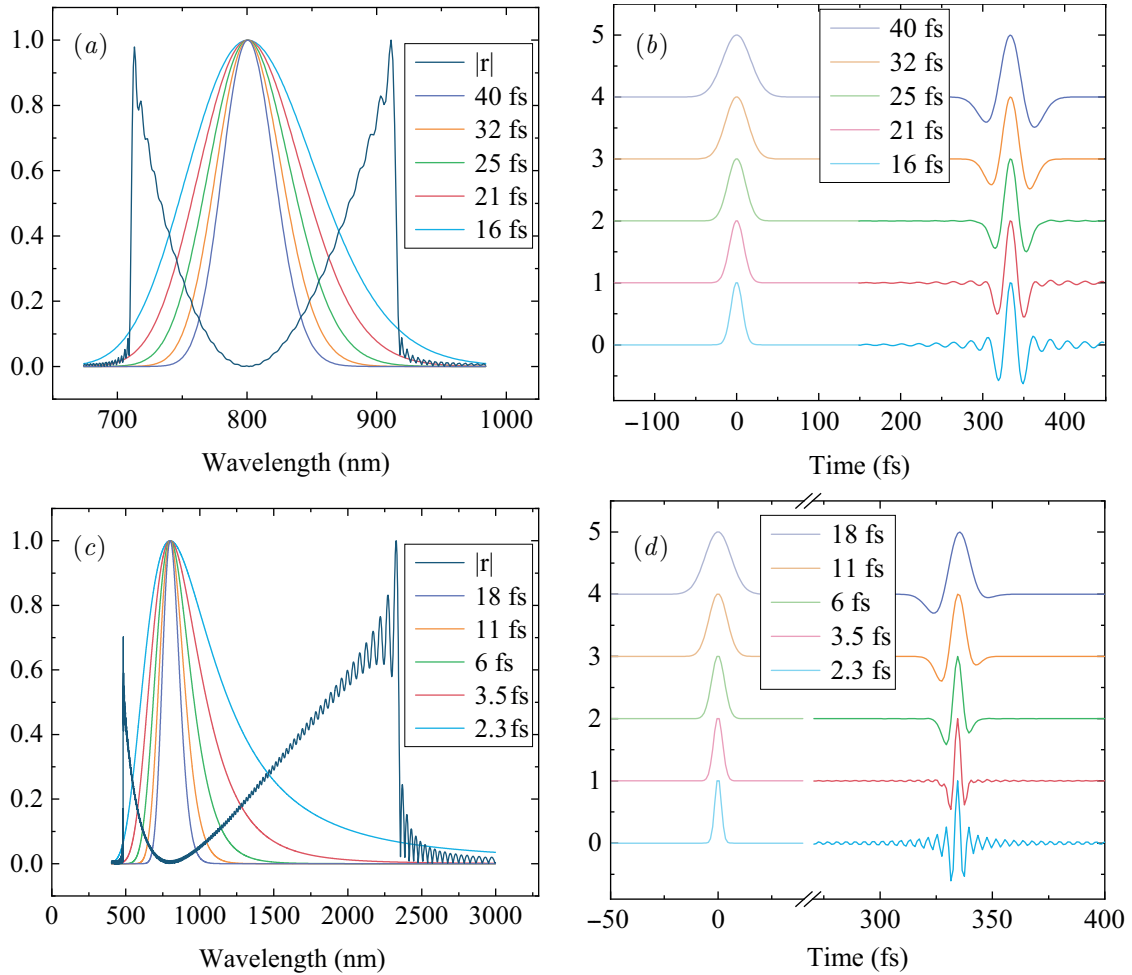 (a)
|r|
40 fs
32 fs
25 fs
21 fs
16 fs
1.0
0.8
0.6
0.4
0.2
0.0
700
800
900
1000
Wavelength (nm)
(b)
40 fs
32 fs
25 fs
21 fs
16 fs
5
4
3
2
1
0
−100
0
100
200
300
400
Time (fs)
(c)
|r|
18 fs
11 fs
6 fs
3.5 fs
2.3 fs
1.0
0.8
0.6
0.4
0.2
0.0
0
500
1000
1500
2000
2500
3000
Wavelength (nm)
(d)
18 fs
11 fs
6 fs
3.5 fs
2.3 fs
5
4
3
2
1
0
−50
0
300
350
400
Time (fs)